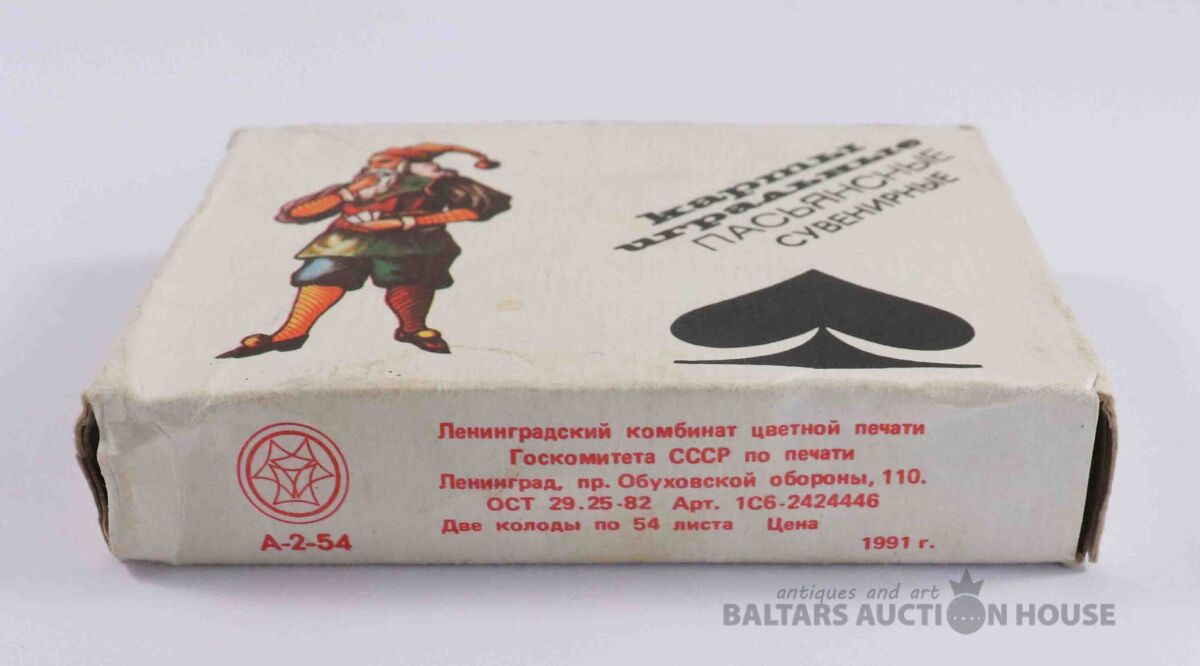 карты
игральные
ПАСЬЯНСНЫЕ
СУВЕНИРНЫЕ
Ленинградский комбинат цветной печати
Госкомитета СССР по печати
Ленинград, пр. Обуховской обороны, 110.
ОСТ 29.25-82 Арт. 1С6-2424446
Две колоды по 54 листа Цена
1991 г.
А-2-54
antiques and art
BALTARS AUCTION HOUSE